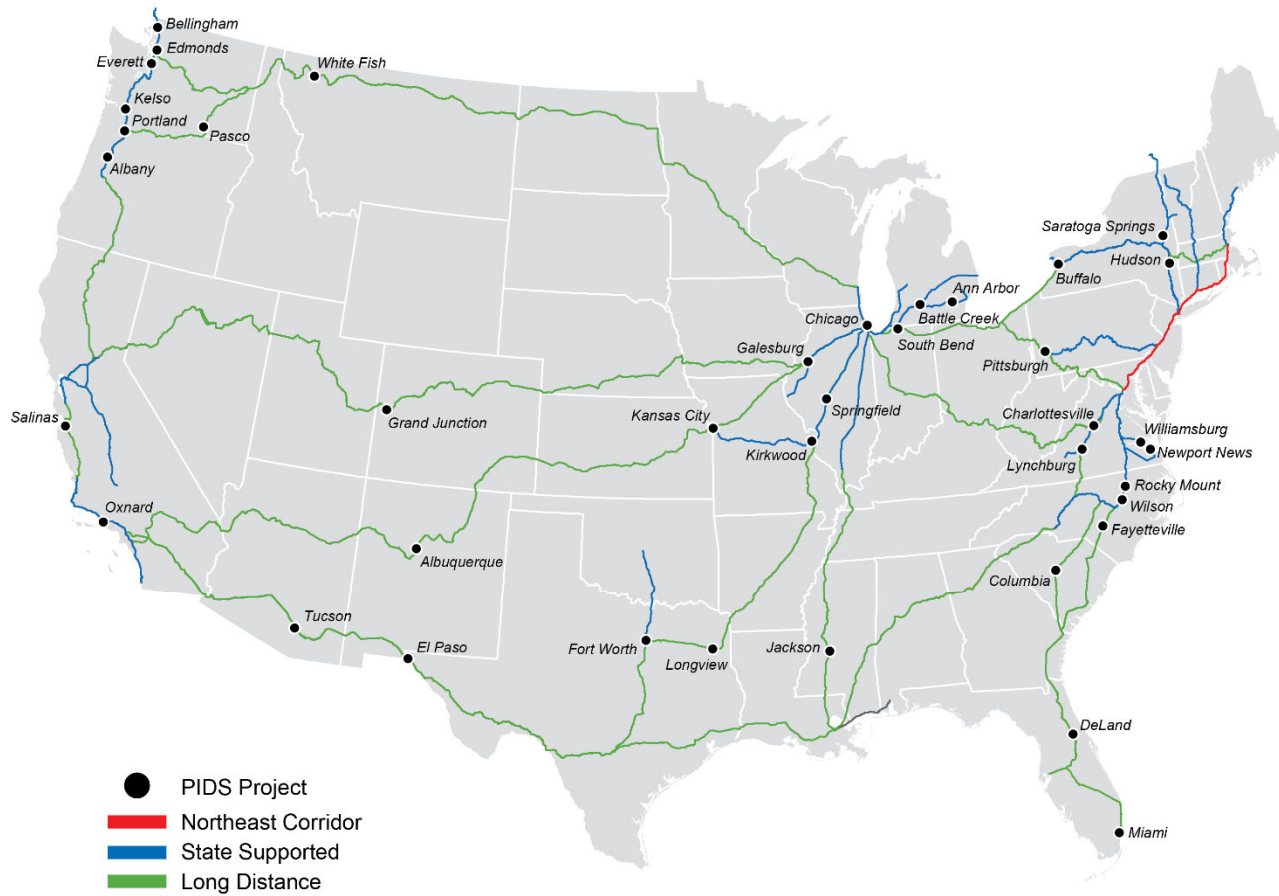 Bellingham
Edmonds
Everett
White Fish
Kelso
Portland
Pasco
Albany
Saratoga Springs
Hudson
Buffalo
Ann Arbor
Battle Creek
Chicago
South Bend
Galesburg
Pittsburgh
Grand Junction
Kansas City
Springfield
Charlottesville
Salinas
Williamsburg
Kirkwood
Newport News
Lynchburg
Rocky Mount
Wilson
Oxnard
Fayetteville
Albuquerque
Columbia
Tucson
El Paso
Fort Worth
Longview
Jackson
DeLand
Miami
PIDS Project
Northeast Corridor
State Supported
Long Distance